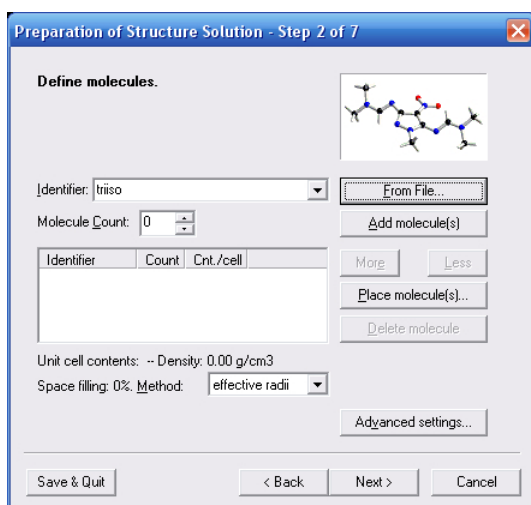 Preparation of Structure Solution - Step 2 of 7
Define molecules.
Identifier: triiso
From File...
Molecule Count: 0
Add molecule(s)
Identifier Count Cnt./cell
More Less
Place molecule(s)...
Delete molecule
Unit cell contents: -- Density: 0.00 g/cm3
Space filling: 0%. Method: effective radii
Advanced settings...
Save & Quit < Back Next > Cancel